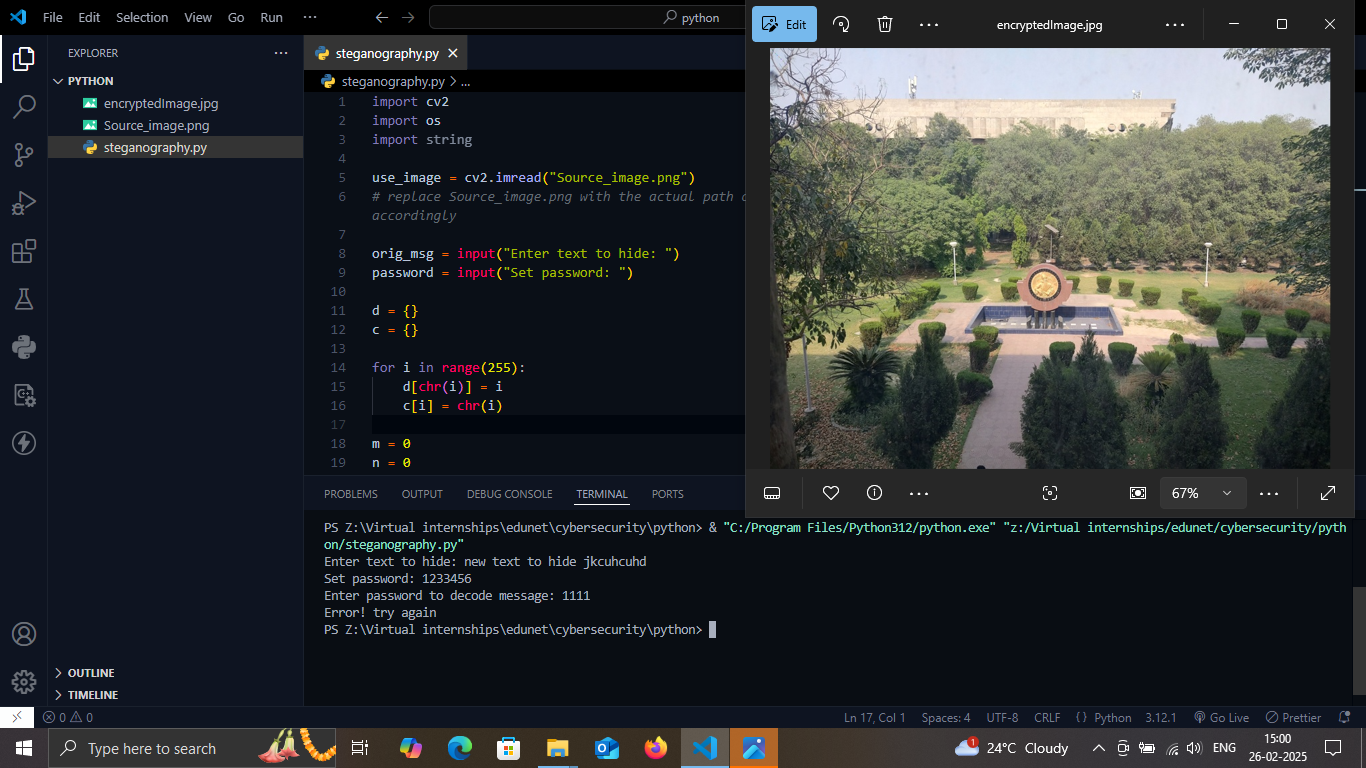 File Edit Selection View Go Run ··· ← → python
EXPLORER ···
PYTHON
encryptedImage.jpg
Source_image.png
steganography.py
OUTLINE
TIMELINE
steganography.py
steganography.py > ...
1 import cv2
2 import os
3 import string
4
5 use_image = cv2.imread("Source_image.png")
6 # replace Source_image.png with the actual path
accordingly
7
8 orig_msg = input("Enter text to hide: ")
9 password = input("Set password: ")
10
11 d = {}
12 c = {}
13
14 for i in range(255):
15 d[chr(i)] = i
16 c[i] = chr(i)
17
18 m = 0
19 n = 0
Edit ··· encryptedImage.jpg ···
67%
PROBLEMS OUTPUT DEBUG CONSOLE TERMINAL PORTS
PS Z:\Virtual internships\edunet\cybersecurity\python> & "C:/Program Files/Python312/python.exe" "z:/Virtual internships/edunet/cybersecurity/pyth
on/steganography.py"
Enter text to hide: new text to hide jkcuhcuhd
Set password: 1233456
Enter password to decode message: 1111
Error! try again
PS Z:\Virtual internships\edunet\cybersecurity\python>
0 0 Ln 17, Col 1 Spaces: 4 UTF-8 CRLF {} Python 3.12.1 Go Live Prettier
Type here to search
1 24°C Cloudy ENG 15:00
26-02-2025